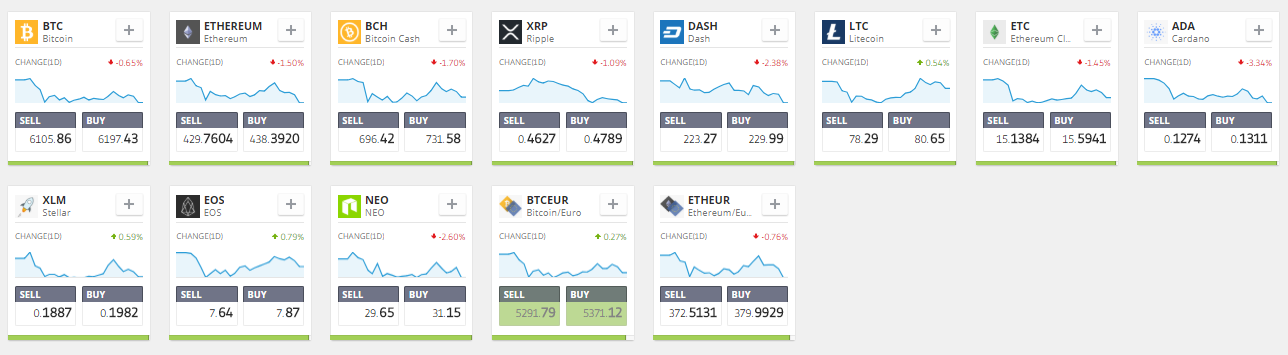 BTC
Bitcoin
CHANGE(1D) -0.65%
SELL BUY
6105.86 6197.43
ETHEREUM
Ethereum
CHANGE(1D) -1.50%
SELL BUY
429.7604 438.3920
BCH
Bitcoin Cash
CHANGE(1D) -1.70%
SELL BUY
696.42 731.58
XRP
Ripple
CHANGE(1D) -1.09%
SELL BUY
0.4627 0.4789
DASH
Dash
CHANGE(1D) -2.38%
SELL BUY
223.27 229.99
LTC
Litecoin
CHANGE(1D) 0.54%
SELL BUY
78.29 80.65
ETC
Ethereum Cl...
CHANGE(1D) -1.45%
SELL BUY
15.1384 15.5941
ADA
Cardano
CHANGE(1D) -3.34%
SELL BUY
0.1274 0.1311
XLM
Stellar
CHANGE(1D) 0.59%
SELL BUY
0.1887 0.1982
EOS
EOS
CHANGE(1D) 0.79%
SELL BUY
7.64 7.87
NEO
NEO
CHANGE(1D) -2.60%
SELL BUY
29.65 31.15
BTCEUR
Bitcoin/Euro
CHANGE(1D) 0.27%
SELL BUY
5291.79 5371.12
ETHEUR
Ethereum/Eu...
CHANGE(1D) -0.76%
SELL BUY
372.5131 379.9929